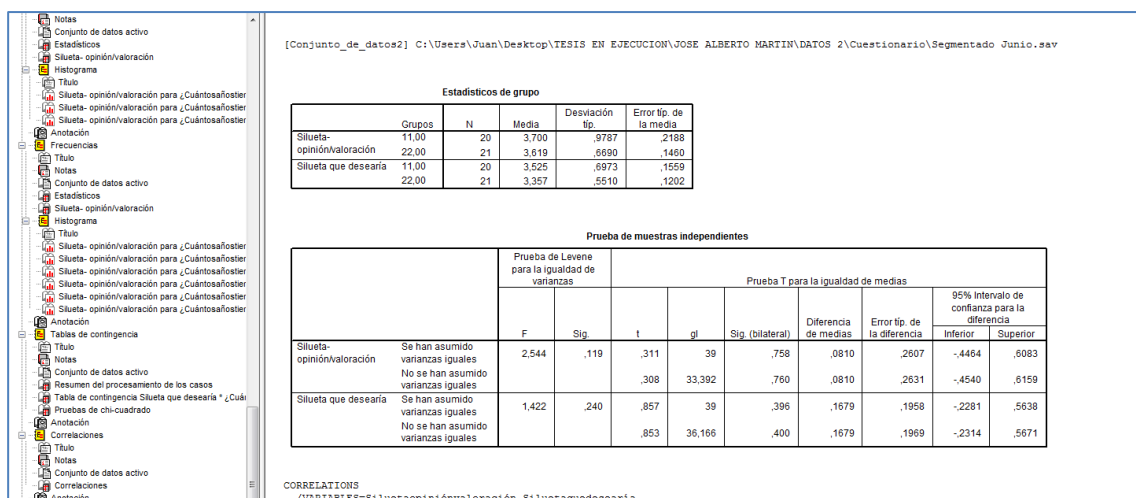 Notas
Conjunto de datos activo
Estadísticos
Silueta- opinión/valoración
Histograma
Título
Silueta- opinión/valoración para ¿Cuántosañostier
Silueta- opinión/valoración para ¿Cuántosañostier
Silueta- opinión/valoración para ¿Cuántosañostier
Anotación
Frecuencias
Título
Notas
Conjunto de datos activo
Estadísticos
Silueta- opinión/valoración
Histograma
Título
Silueta- opinión/valoración para ¿Cuántosañostier
Silueta- opinión/valoración para ¿Cuántosañostier
Silueta- opinión/valoración para ¿Cuántosañostier
Silueta- opinión/valoración para ¿Cuántosañostier
Silueta- opinión/valoración para ¿Cuántosañostier
Silueta- opinión/valoración para ¿Cuántosañostier
Anotación
Tablas de contingencia
Título
Notas
Conjunto de datos activo
Resumen del procesamiento de los casos
Tabla de contingencia Silueta que desearía * ¿Cuá
Pruebas de chi-cuadrado
Anotación
Correlaciones
Título
Notas
Conjunto de datos activo
Correlaciones
Anotación
[Conjunto_de_datos2] C:\Users\Juan\Desktop\TESIS EN EJECUCION\JOSE ALBERTO MARTIN\DATOS 2\Cuestionario\Segmentado Junio.sav
Estadísticos de grupo
Grupos N Media Desviación típ. Error típ. de la media
Silueta- opinión/valoración 11,00 20 3,700 ,9787 ,2188
22,00 21 3,619 ,6690 ,1460
Silueta que desearía 11,00 20 3,525 ,6973 ,1559
22,00 21 3,357 ,5510 ,1202
Prueba de muestras independientes
Prueba de Levene para la igualdad de varianzas Prueba T para la igualdad de medias
95% Intervalo de confianza para la diferencia
F Sig. t gl Sig. (bilateral) Diferencia de medias Error típ. de la diferencia Inferior Superior
Silueta- opinión/valoración Se han asumido varianzas iguales 2,544 ,119 ,311 39 ,758 ,0810 ,2607 -,4464 ,6083
No se han asumido varianzas iguales ,308 33,392 ,760 ,0810 ,2631 -,4540 ,6159
Silueta que desearía Se han asumido varianzas iguales 1,422 ,240 ,857 39 ,396 ,1679 ,1958 -,2281 ,5638
No se han asumido varianzas iguales ,853 36,166 ,400 ,1679 ,1969 -,2314 ,5671
CORRELATIONS
/VARIABLES=Siluetaopiniónvaloración Siluetaquedesearía